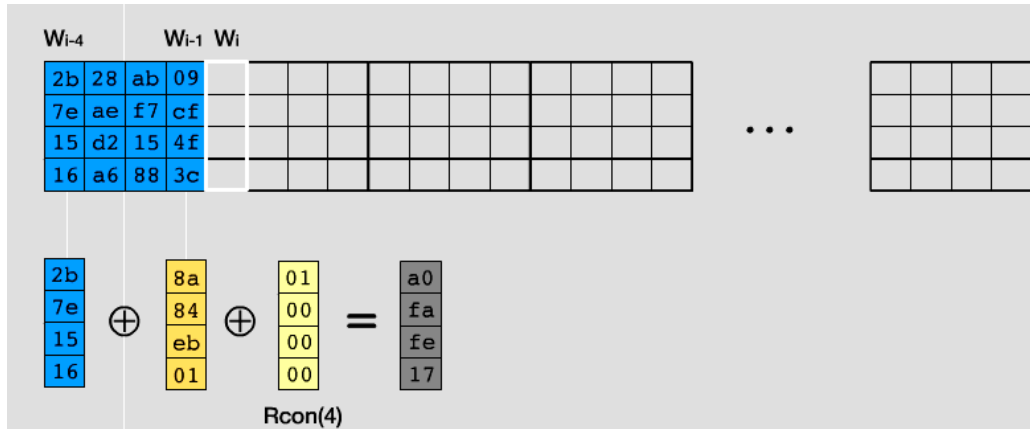 Wi-4 Wi-1 Wi
2b 28 ab 09
7e ae f7 cf
15 d2 15 4f
16 a6 88 3c
...
2b 8a 01 a0
7e 84 00 fa
⊕ ⊕ =
15 eb 00 fe
16 01 00 17
Rcon(4)